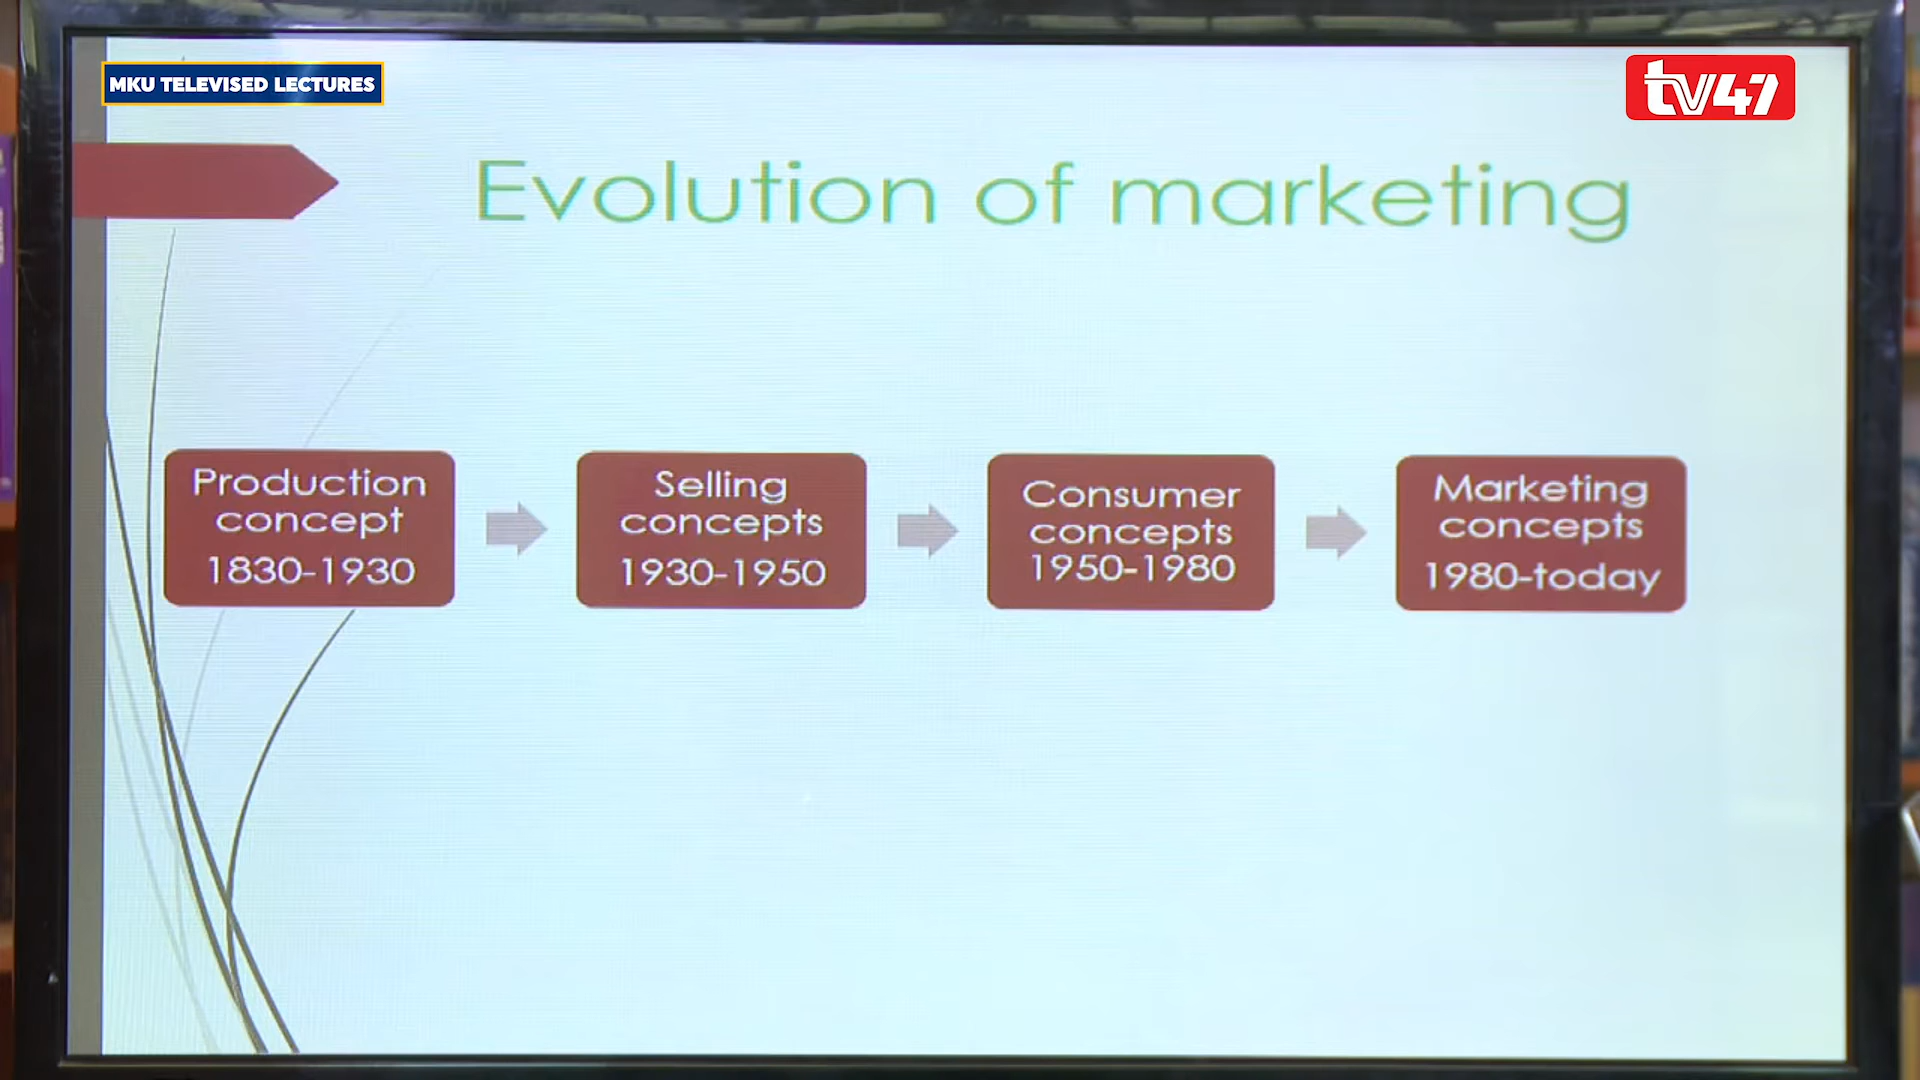 MKU TELEVISED LECTURES
tv47
Evolution of marketing
Production
concept
1830-1930
Selling
concepts
1930-1950
Consumer
concepts
1950-1980
Marketing
concepts
1980-today